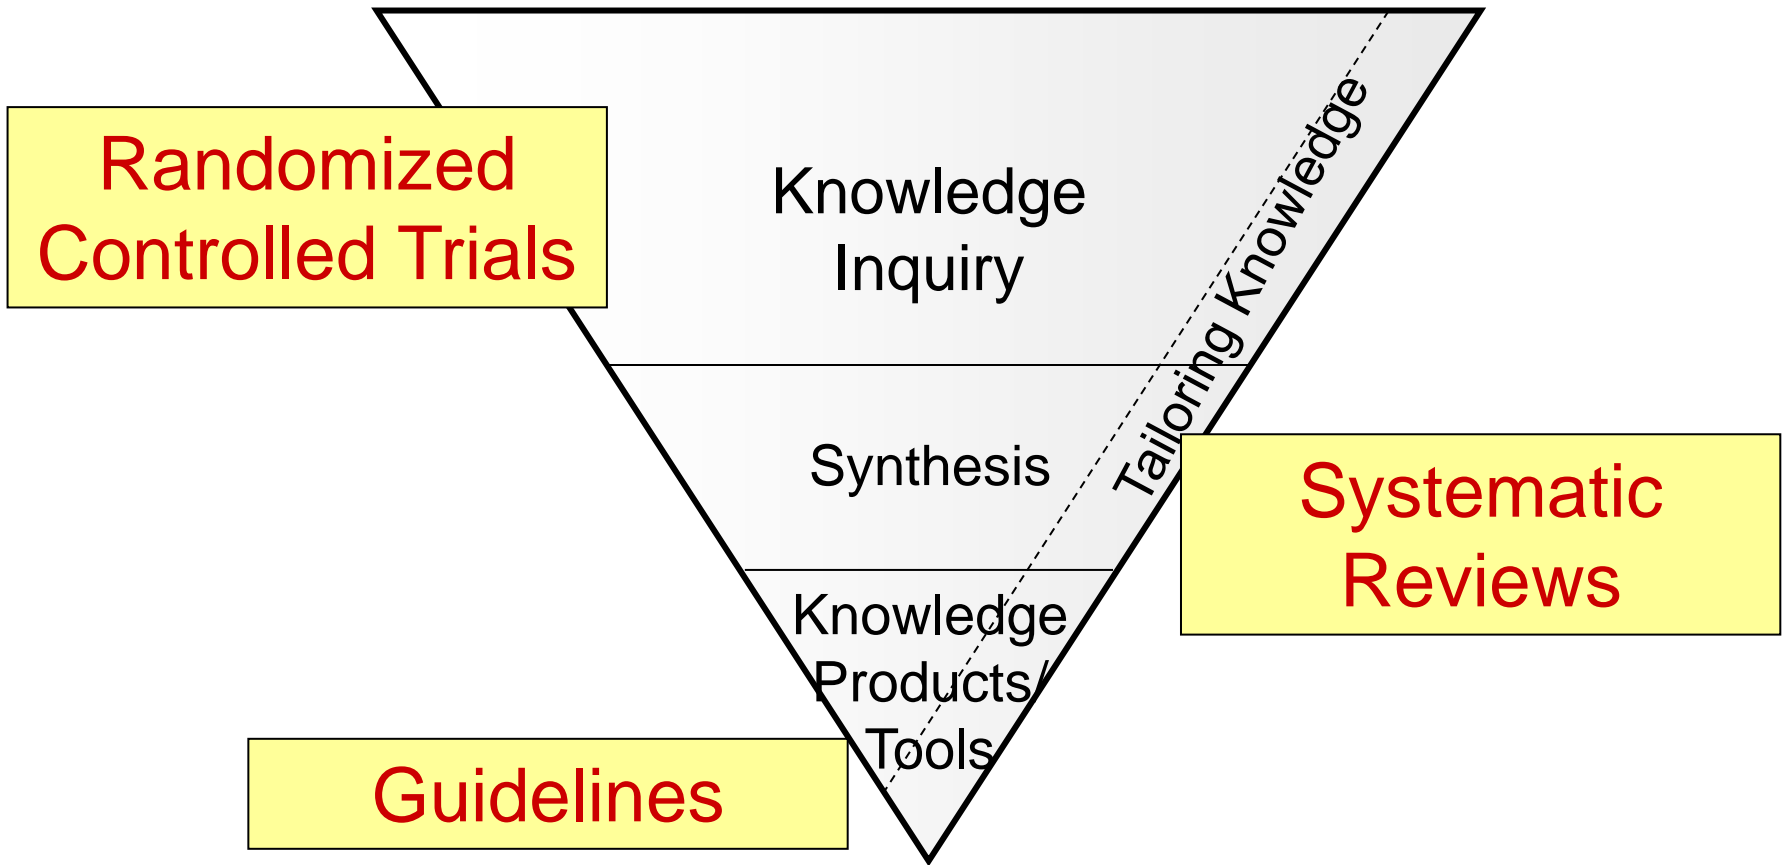 Randomized
Controlled Trials
Knowledge
Inquiry
Tailoring Knowledge
Synthesis
Systematic
Reviews
Knowledge
Products/
Tools
Guidelines